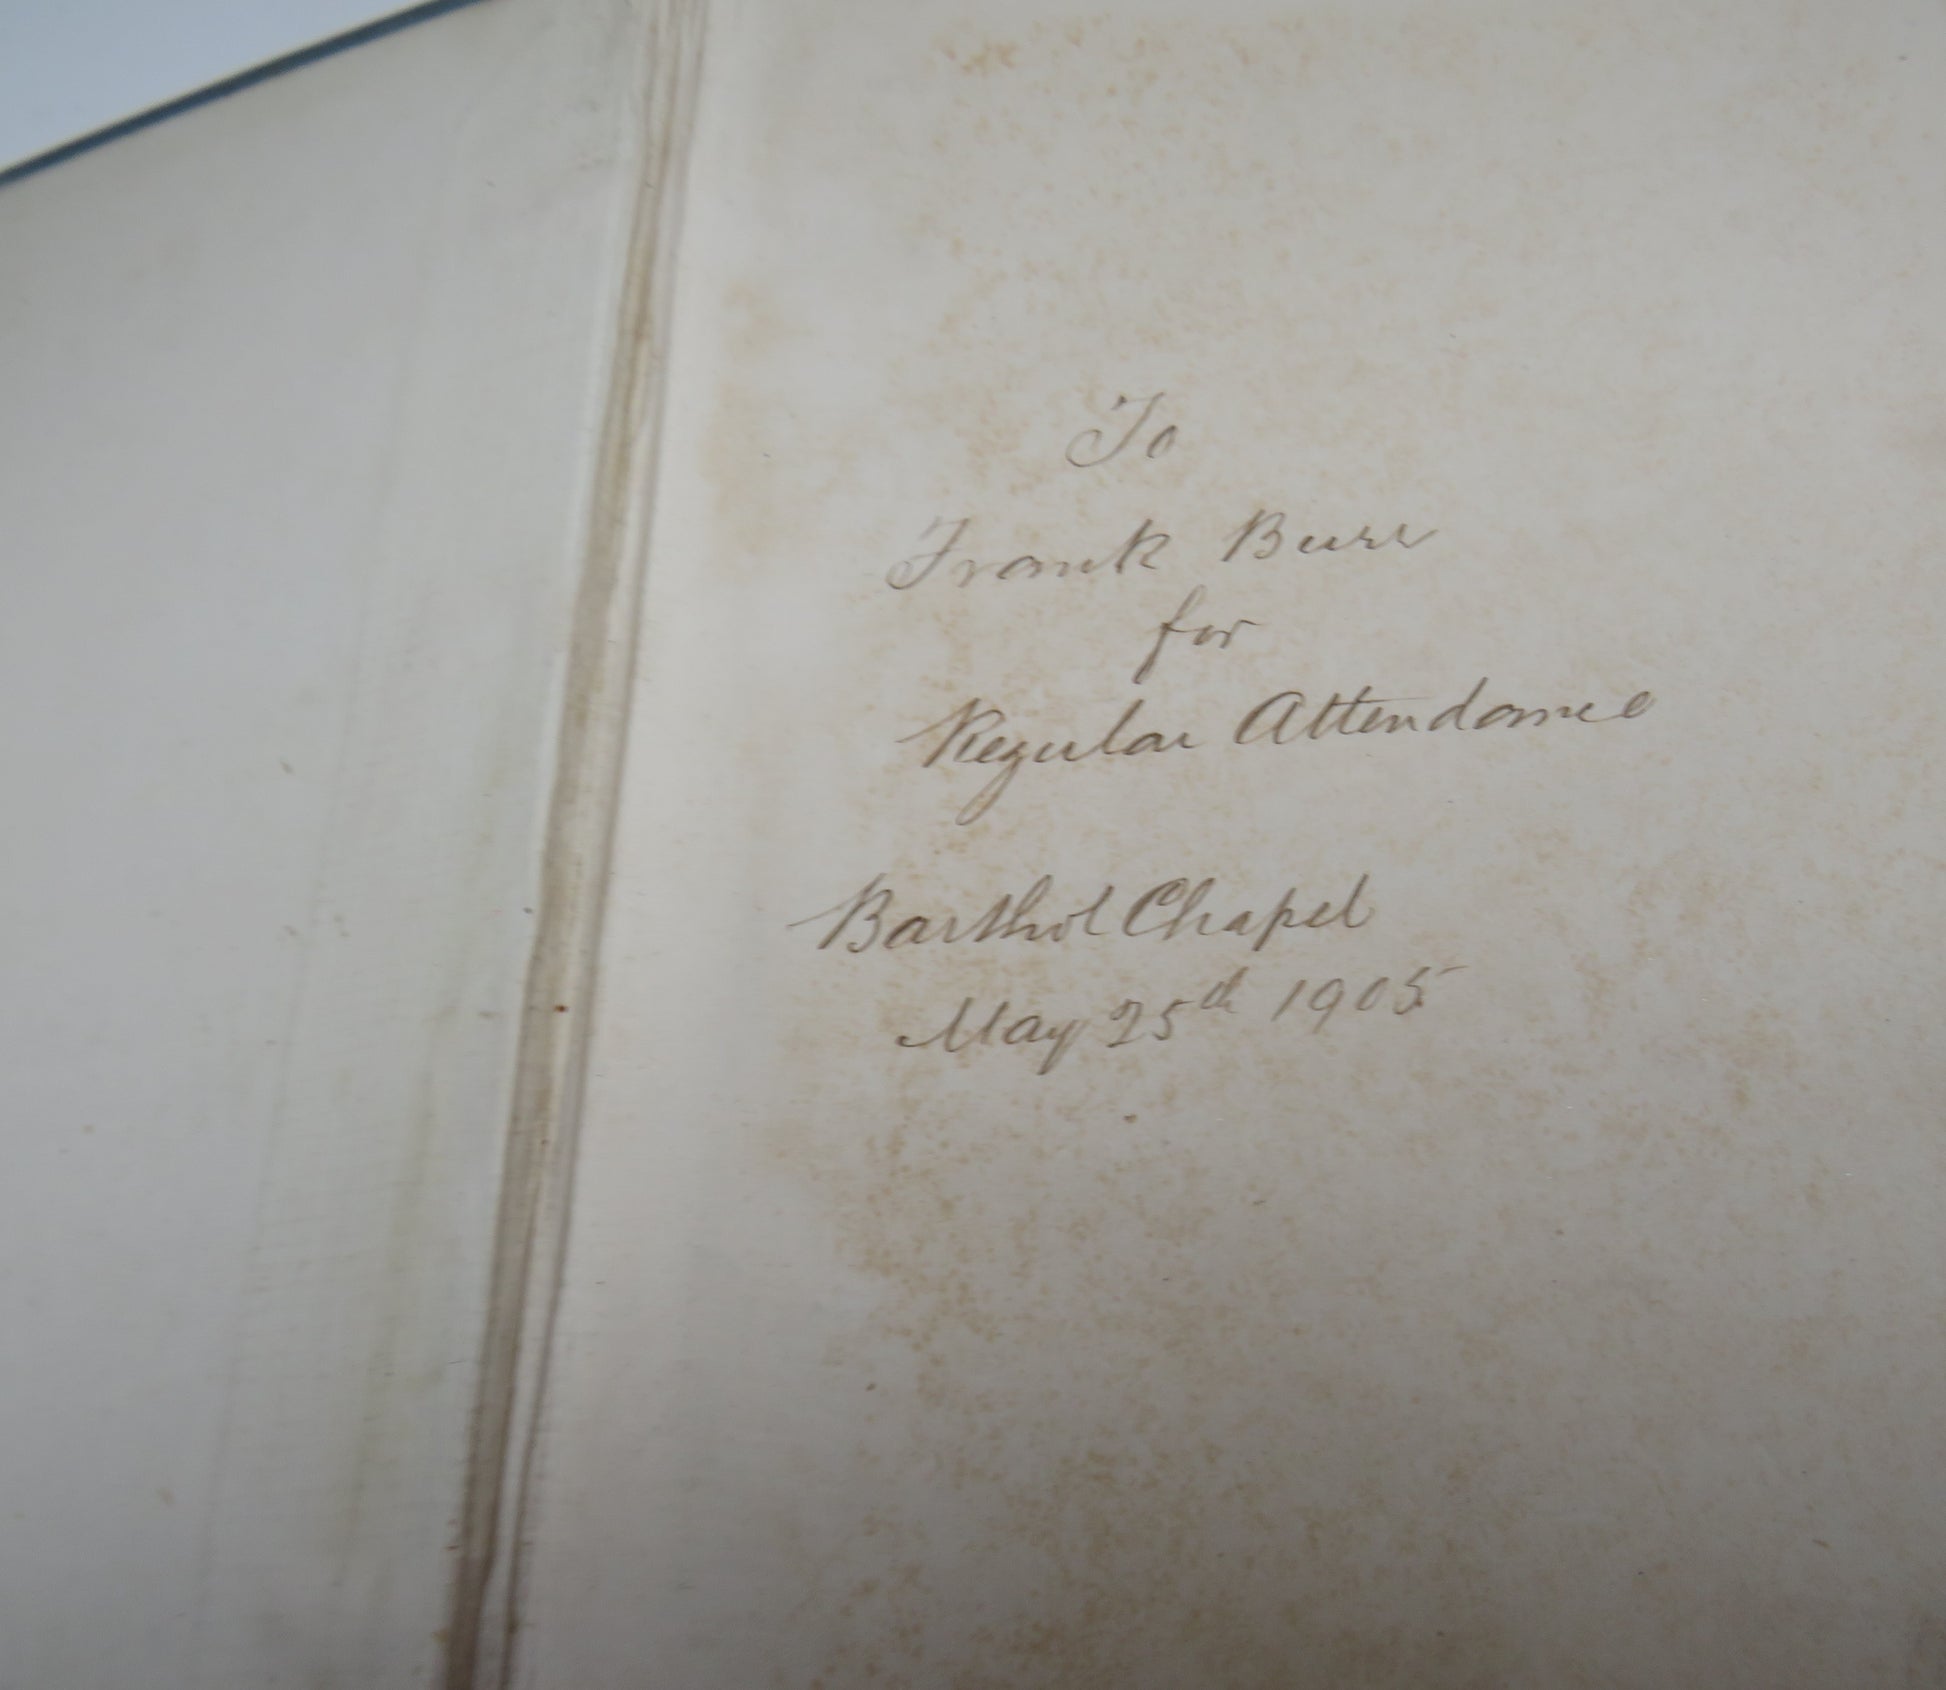 To
Frank Burr
for
Regular Attendance
Barthol Chapel
May 25th 1905